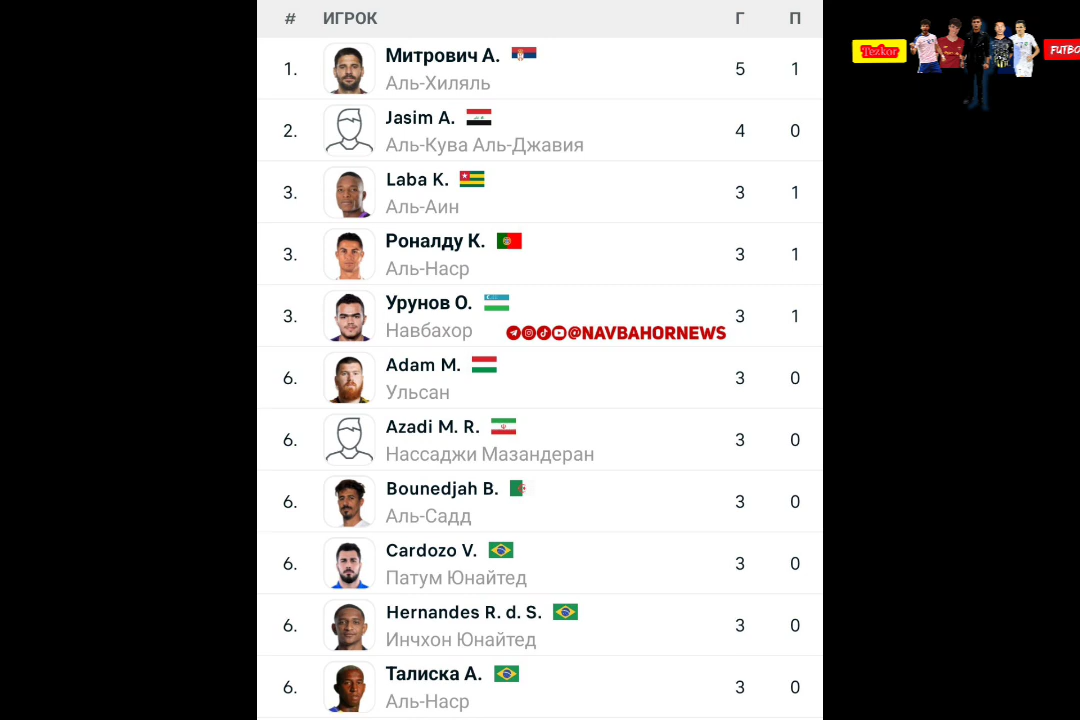 # ИГРОК Г П
1. Митрович А. 5 1
Аль-Хиляль
2. Jasim A. 4 0
Аль-Кува Аль-Джавия
3. Laba K. 3 1
Аль-Аин
3. Роналду К. 3 1
Аль-Наср
3. Урунов О. 3 1
Навбахор @NAVBAHORNEWS
6. Adam M. 3 0
Ульсан
6. Azadi M. R. 3 0
Нассаджи Мазандеран
6. Bounedjah B. 3 0
Аль-Садд
6. Cardozo V. 3 0
Патум Юнайтед
6. Hernandes R. d. S. 3 0
Инчхон Юнайтед
6. Талиска А. 3 0
Аль-Наср
Tezkor
FUTBO